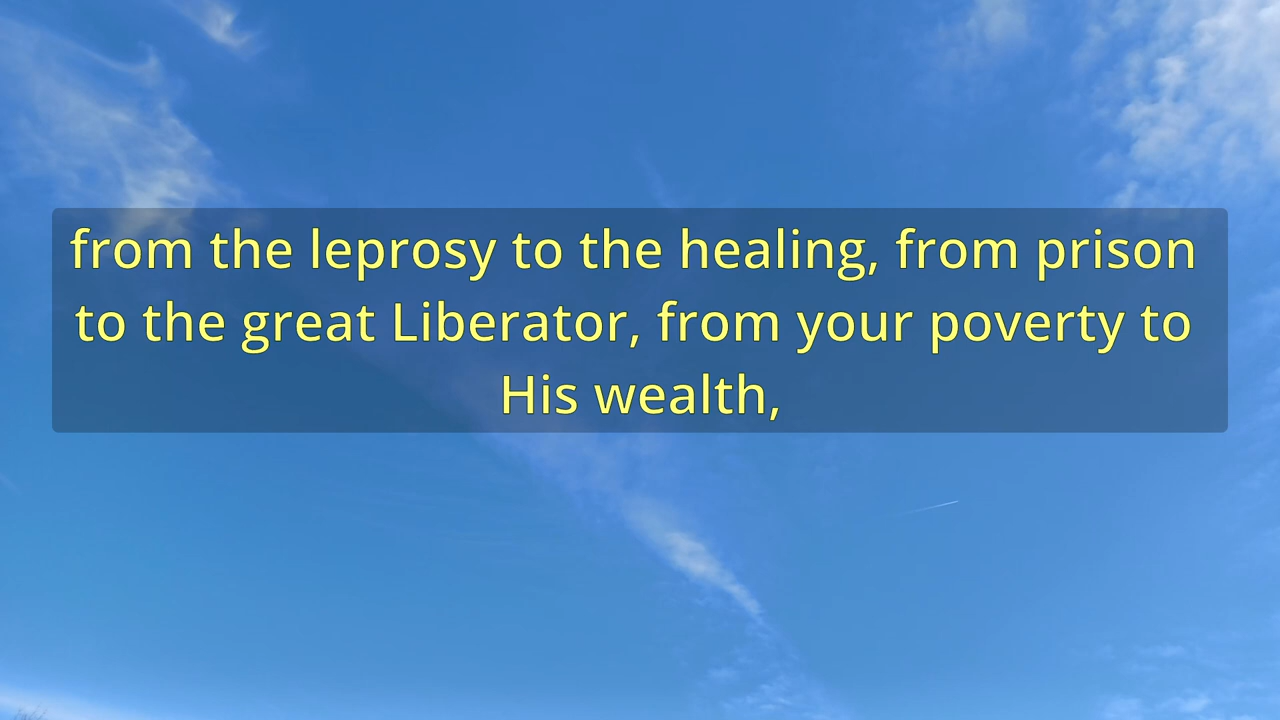 from the leprosy to the healing, from prison
to the great Liberator, from your poverty to
His wealth,